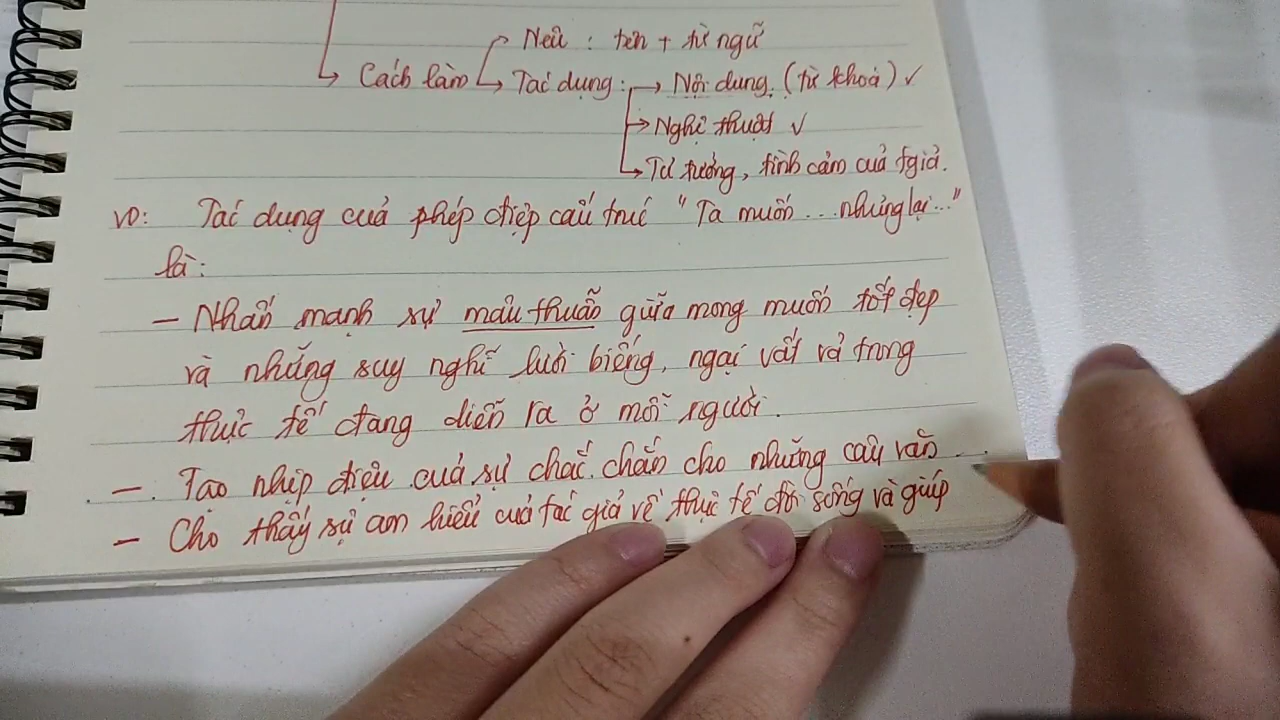 Nêu : tên + từ ngữ
Cách làm Tác dụng : Nội dung. (từ khoá) ✓
Nghệ thuật ✓
Tư tưởng, tình cảm của tgiả.
VD: Tác dụng của phép điệp cấu trúc "Ta muốn...nhưng lại..."
là:
- Nhấn mạnh sự mâu thuẫn giữa mong muốn tốt đẹp
và những suy nghĩ lười biếng, ngại vất vả trong
thực tế đang diễn ra ở mỗi người.
- Tạo nhịp điệu và sự chắc chắn cho những câu văn
- Cho thấy sự am hiểu của tác giả về thực tế đời sống và giúp